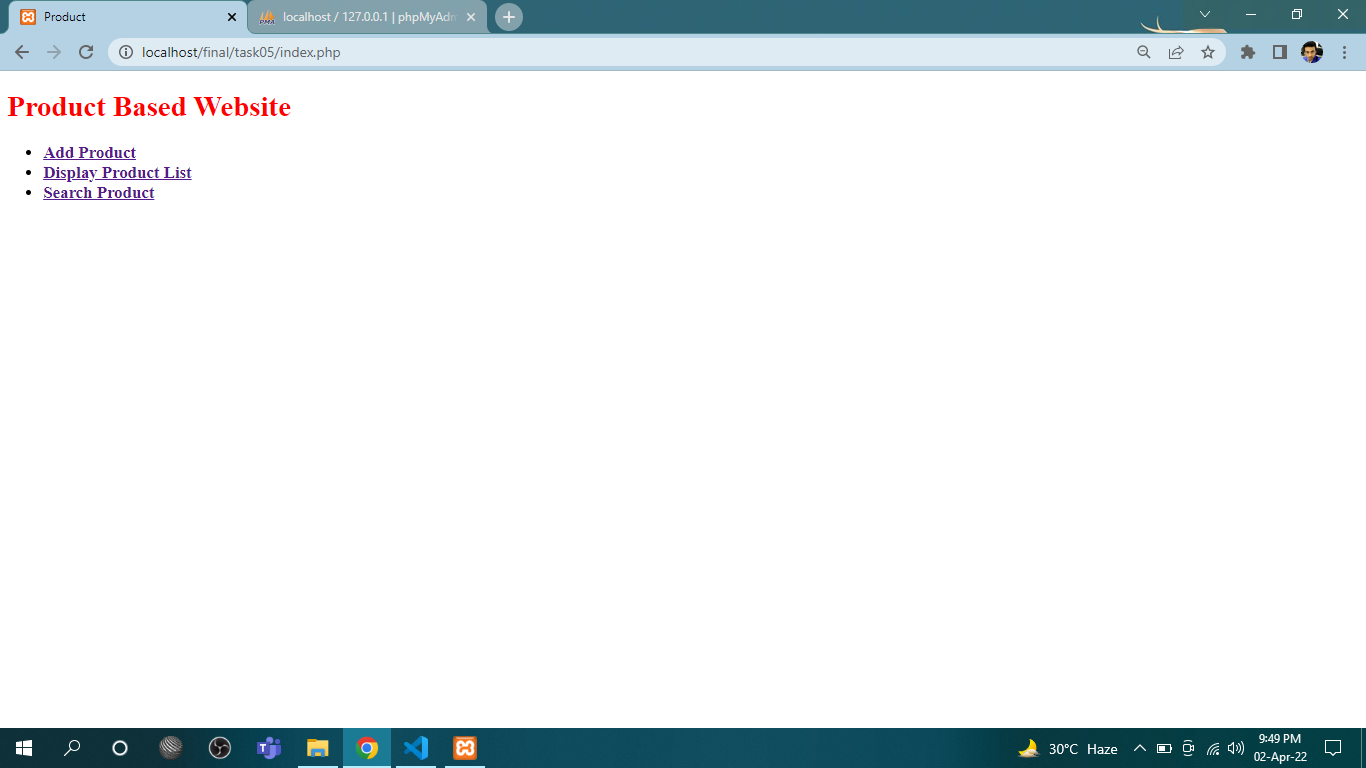 Product
localhost / 127.0.0.1 | phpMyAdm
localhost/final/task05/index.php
Product Based Website
Add Product
Display Product List
Search Product
30°C Haze
9:49 PM
02-Apr-22